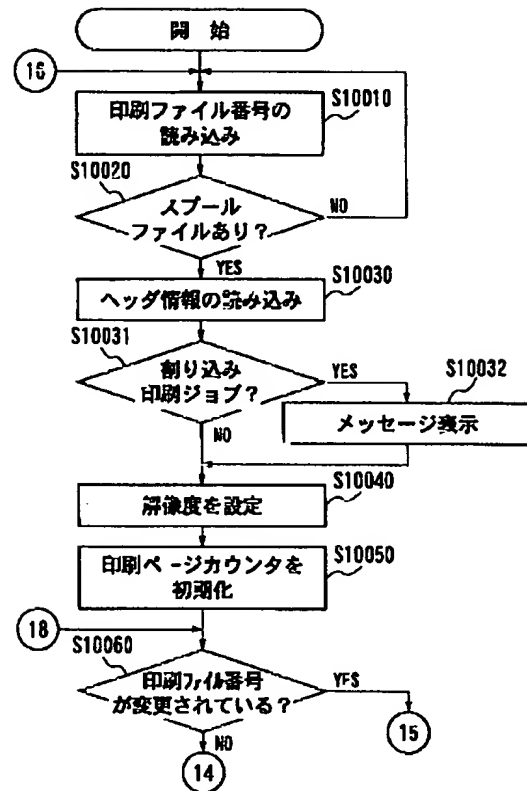 開始
16
S10010
印刷ファイル番号の
読み込み
S10020
スプール
ファイルあり？
NO
YES
S10030
ヘッダ情報の読み込み
S10031
割り込み
印刷ジョブ？
YES
S10032
メッセージ表示
NO
S10040
解像度を設定
S10050
印刷ページカウンタを
初期化
18
S10060
印刷ファイル番号
が変更されている？
YES
15
NO
14